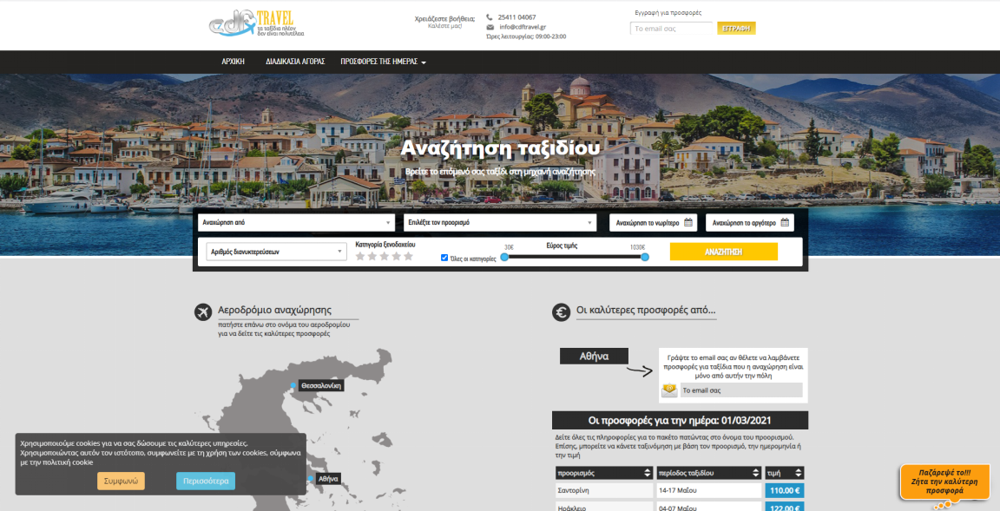 cdf TRAVEL
τα ταξίδια πλέον
δεν είναι πολυτέλεια
Χρειάζεστε βοήθεια;
Καλέστε μας!
25411 04067
info@cdftravel.gr
Ώρες λειτουργίας: 09:00-23:00
Εγγραφή για προσφορές
Το email σας
ΕΓΓΡΑΦΗ
ΑΡΧΙΚΗ ΔΙΑΔΙΚΑΣΙΑ ΑΓΟΡΑΣ ΠΡΟΣΦΟΡΕΣ ΤΗΣ ΗΜΕΡΑΣ
Αναζήτηση ταξιδίου
Βρείτε το επόμενό σας ταξίδι στη μηχανή αναζήτησης
Αναχώρηση από
Επιλέξτε τον προορισμό
Αναχώρηση το νωρίτερο
Αναχώρηση το αργότερο
Αριθμός διανυκτερεύσεων
Κατηγορία ξενοδοχείου
Όλες οι κατηγορίες
30€ Εύρος τιμής 1030€
ΑΝΑΖΗΤΗΣΗ
Αεροδρόμιο αναχώρησης
πατήστε επάνω στο όνομα του αεροδρομίου
για να δείτε τις καλύτερες προσφορές
Θεσσαλονίκη
Αθήνα
Οι καλύτερες προσφορές από...
Αθήνα
Γράψτε το email σας αν θέλετε να λαμβάνετε
προσφορές για ταξίδια που η αναχώρηση είναι
μόνο από αυτήν την πόλη
Το email σας
Οι προσφορές για την ημέρα: 01/03/2021
Δείτε όλες τις πληροφορίες για το πακέτο πατώντας στο όνομα του προορισμού.
Επίσης, μπορείτε να κάνετε ταξινόμηση με βάση τον προορισμό, την ημερομηνία ή
την τιμή
προορισμός περίοδος ταξιδίου τιμή
Σαντορίνη 14-17 Μαΐου 110.00 €
Ηράκλειο 04-07 Μαΐου 122.00 €
Χρησιμοποιούμε cookies για να σας δώσουμε τις καλύτερες υπηρεσίες.
Χρησιμοποιώντας αυτόν τον ιστότοπο, συμφωνείτε με τη χρήση των cookies, σύμφωνα
με την πολιτική cookie
Συμφωνώ
Περισσότερα
Παζάρεψέ το!!!
Ζήτα την καλύτερη
προσφορά